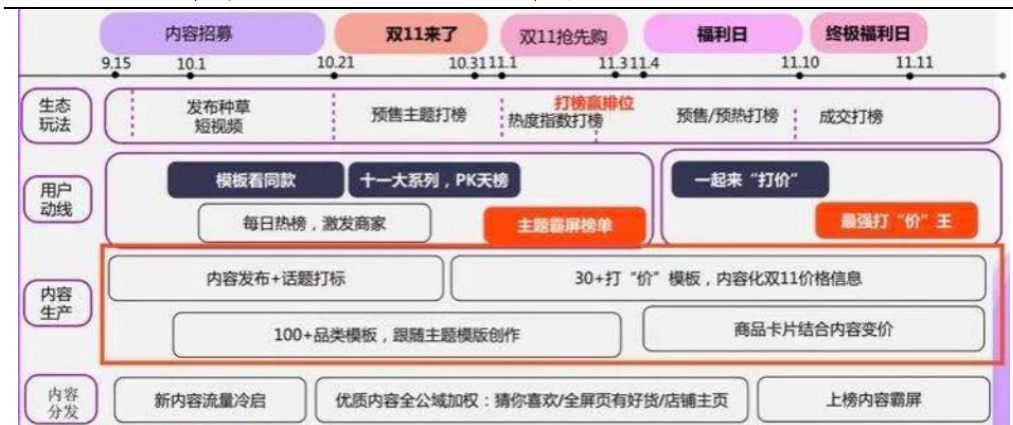 内容招募
双11来了
双11抢先购
福利日
终极福利日
9.15
10.1
10.21
10.31
11.1
11.3
11.4
11.10
11.11
生态
玩法
发布种草
短视频
预售主题打榜
打榜赢排位
热度指数打榜
预售/预热打榜
成交打榜
用户
动线
模板看同款
十一大系列，PK天榜
一起来“打价”
每日热榜，激发商家
主题霸屏榜单
最强打“价”王
内容
生产
内容发布+话题打标
30+打“价”模板，内容化双11价格信息
100+品类模板，跟随主题模版创作
商品卡片结合内容变价
内容
分发
新内容流量冷启
优质内容全公域加权：猜你喜欢/全屏页有好货/店铺主页
上榜内容霸屏